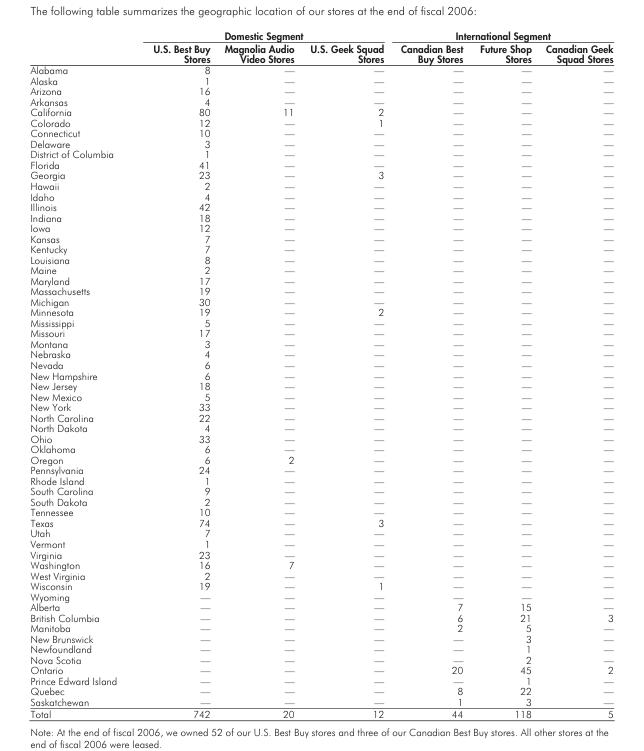 The following table summarizes the geographic location of our stores at the end of fiscal 2006:
Domestic Segment International Segment
U.S. Best Buy Magnolia Audio U.S. Geek Squad Canadian Best Future Shop Canadian Geek
Stores Video Stores Stores Buy Stores Stores Squad Stores
Alabama 8 — — — — —
Alaska 1 — — — — —
Arizona 16 — — — — —
Arkansas 4 — — — — —
California 80 11 2 — — —
Colorado 12 — 1 — — —
Connecticut 10 — — — — —
Delaware 3 — — — — —
District of Columbia 1 — — — — —
Florida 41 — — — — —
Georgia 23 — 3 — — —
Hawaii 2 — — — — —
Idaho 4 — — — — —
Illinois 42 — — — — —
Indiana 18 — — — — —
Iowa 12 — — — — —
Kansas 7 — — — — —
Kentucky 7 — — — — —
Louisiana 8 — — — — —
Maine 2 — — — — —
Maryland 17 — — — — —
Massachusetts 19 — — — — —
Michigan 30 — — — — —
Minnesota 19 — 2 — — —
Mississippi 5 — — — — —
Missouri 17 — — — — —
Montana 3 — — — — —
Nebraska 4 — — — — —
Nevada 6 — — — — —
New Hampshire 6 — — — — —
New Jersey 18 — — — — —
New Mexico 5 — — — — —
New York 33 — — — — —
North Carolina 22 — — — — —
North Dakota 4 — — — — —
Ohio 33 — — — — —
Oklahoma 6 — — — — —
Oregon 6 2 — — — —
Pennsylvania 24 — — — — —
Rhode Island 1 — — — — —
South Carolina 9 — — — — —
South Dakota 2 — — — — —
Tennessee 10 — — — — —
Texas 74 — 3 — — —
Utah 7 — — — — —
Vermont 1 — — — — —
Virginia 23 — — — — —
Washington 16 7 — — — —
West Virginia 2 — — — — —
Wisconsin 19 — 1 — — —
Wyoming — — — — — —
Alberta — — — 7 15 —
British Columbia — — — 6 21 3
Manitoba — — — 2 5 —
New Brunswick — — — — 3 —
Newfoundland — — — — 1 —
Nova Scotia — — — — 2 —
Ontario — — — 20 45 2
Prince Edward Island — — — — 1 —
Quebec — — — 8 22 —
Saskatchewan — — — 1 3 —
Total 742 20 12 44 118 5
Note: At the end of fiscal 2006, we owned 52 of our U.S. Best Buy stores and three of our Canadian Best Buy stores. All other stores at the
end of fiscal 2006 were leased.